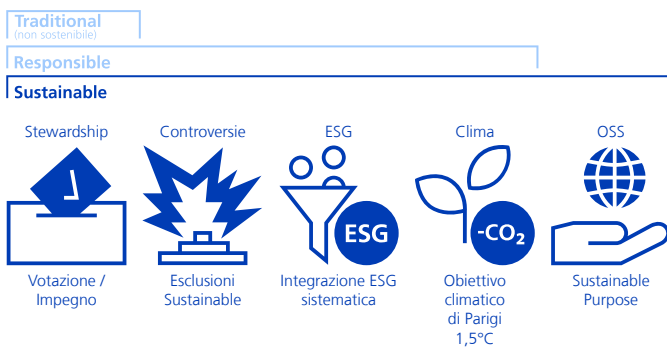 Traditional
(non sostenibile)
Responsible
Sustainable
Stewardship
Controversie
ESG
Clima
OSS
ESG
-CO₂
Votazione /
Impegno
Esclusioni
Sustainable
Integrazione ESG
sistematica
Obiettivo
climatico
di Parigi
1,5°C
Sustainable
Purpose